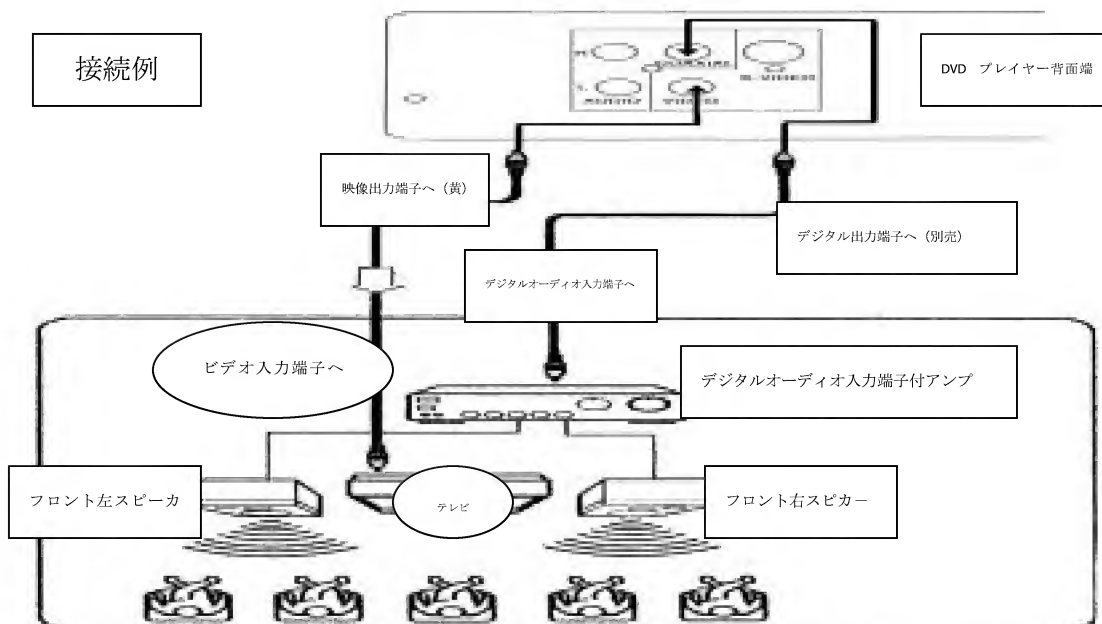 接続例
DVD　プレイヤー背面端
映像出力端子へ（黄）
デジタル出力端子へ（別売）
デジタルオーディオ入力端子へ
ビデオ入力端子へ
デジタルオーディオ入力端子付アンプ
フロント左スピーカ
テレビ
フロント右スピカー